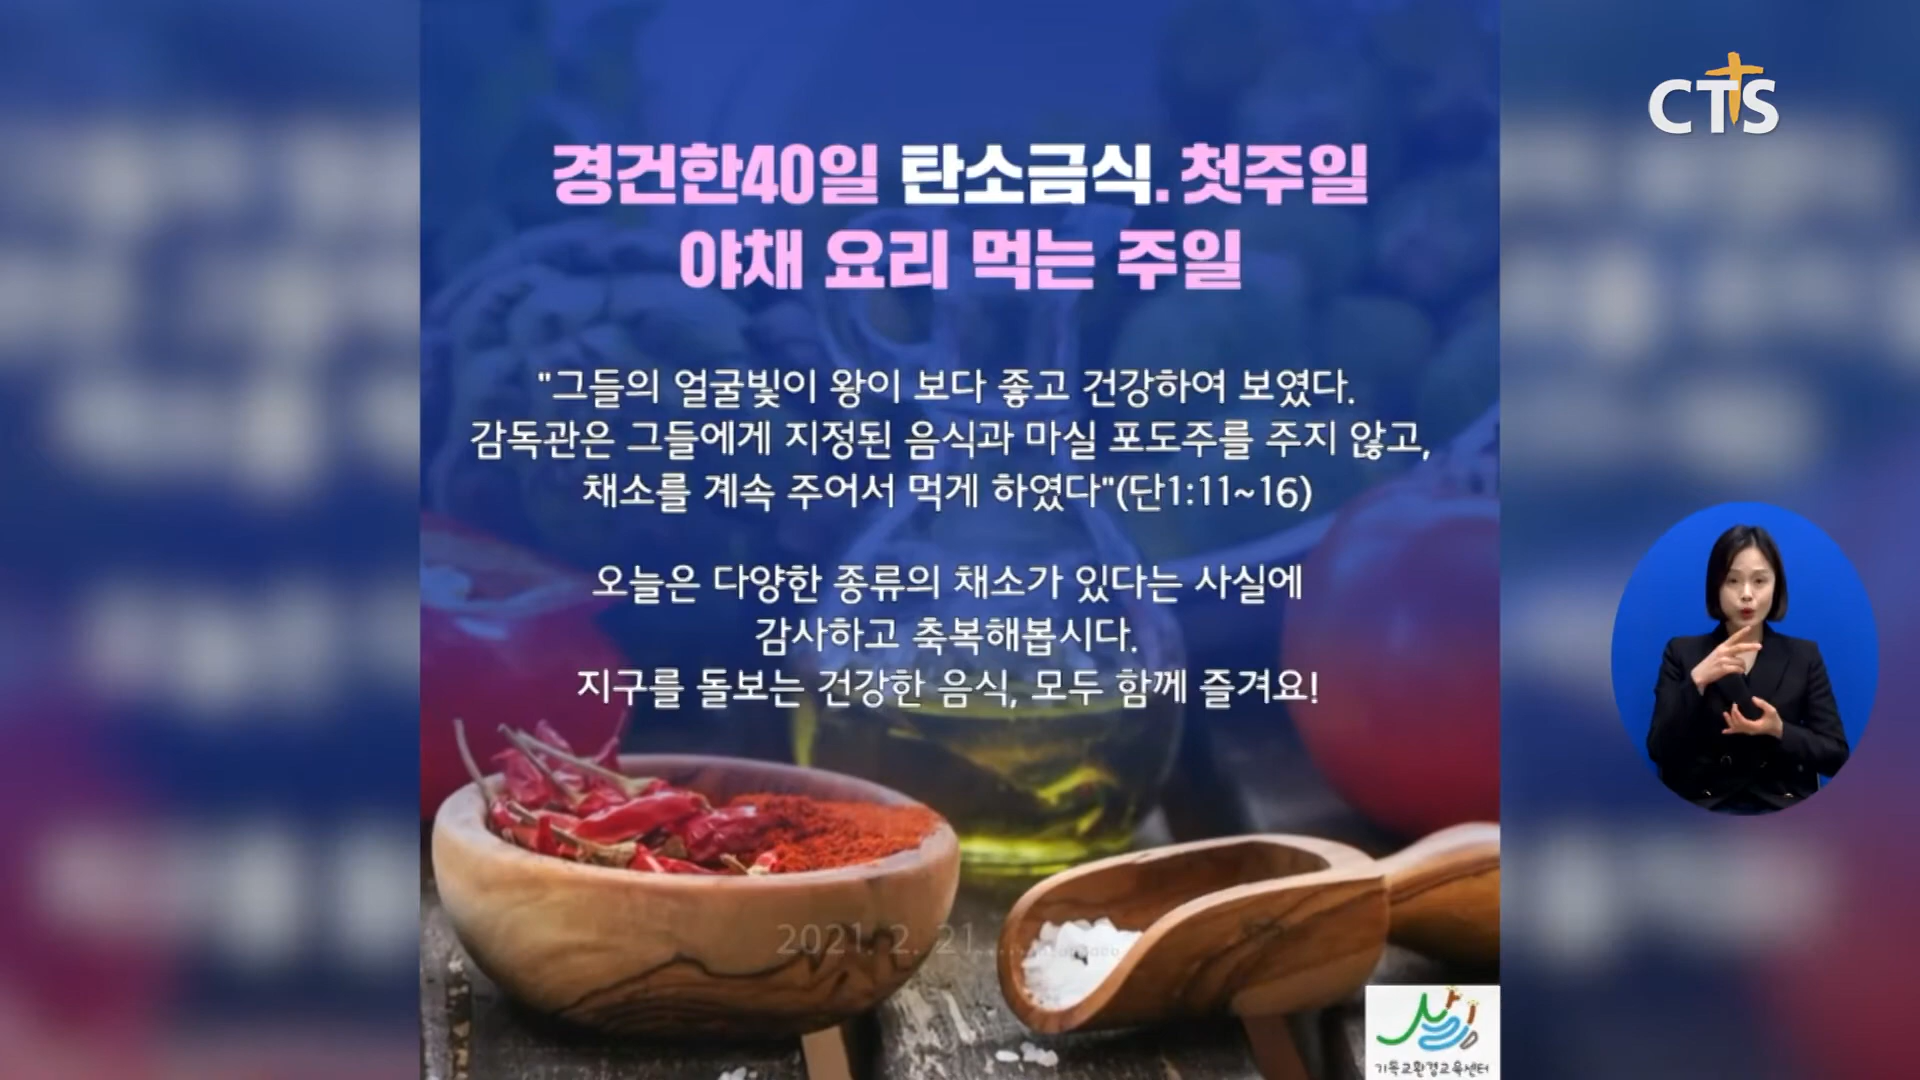 CTS
경건한40일 탄소금식. 첫주일
야채 요리 먹는 주일
"그들의 얼굴빛이 왕이 보다 좋고 건강하여 보였다.
감독관은 그들에게 지정된 음식과 마실 포도주를 주지 않고,
채소를 계속 주어서 먹게 하였다"(단1:11~16)
오늘은 다양한 종류의 채소가 있다는 사실에
감사하고 축복해봅시다.
지구를 돌보는 건강한 음식, 모두 함께 즐겨요!
2021. 2. 21
기독교환경교육센터